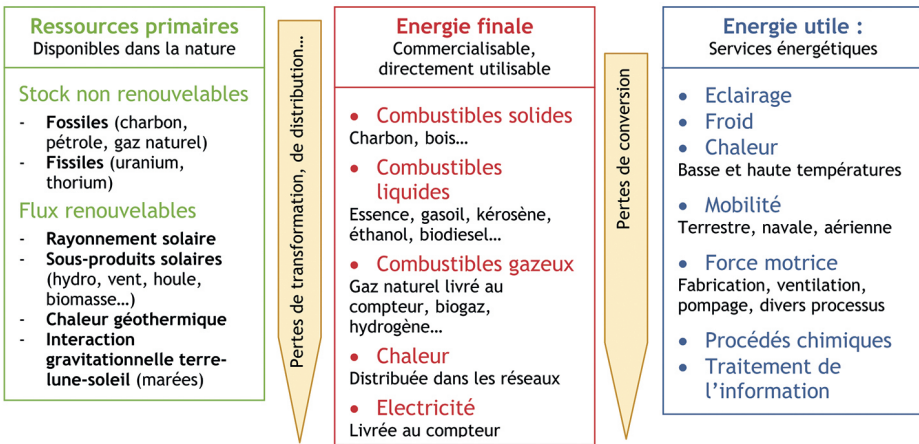 Ressources primaires
Disponibles dans la nature
Stock non renouvelables
- Fossiles (charbon,
pétrole, gaz naturel)
- Fissiles (uranium,
thorium)
Flux renouvelables
- Rayonnement solaire
- Sous-produits solaires
(hydro, vent, houle,
biomasse…)
- Chaleur géothermique
- Interaction
gravitationnelle terre-
lune-soleil (marées)
Pertes de transformation, de distribution…
Energie finale
Commercialisable,
directement utilisable
• Combustibles solides
Charbon, bois…
• Combustibles
liquides
Essence, gasoil, kérosène,
éthanol, biodiesel…
• Combustibles gazeux
Gaz naturel livré au
compteur, biogaz,
hydrogène…
• Chaleur
Distribuée dans les réseaux
• Electricité
Livrée au compteur
Pertes de conversion
Energie utile :
Services énergétiques
• Eclairage
• Froid
• Chaleur
Basse et haute températures
• Mobilité
Terrestre, navale, aérienne
• Force motrice
Fabrication, ventilation,
pompage, divers processus
• Procédés chimiques
• Traitement de
l’information